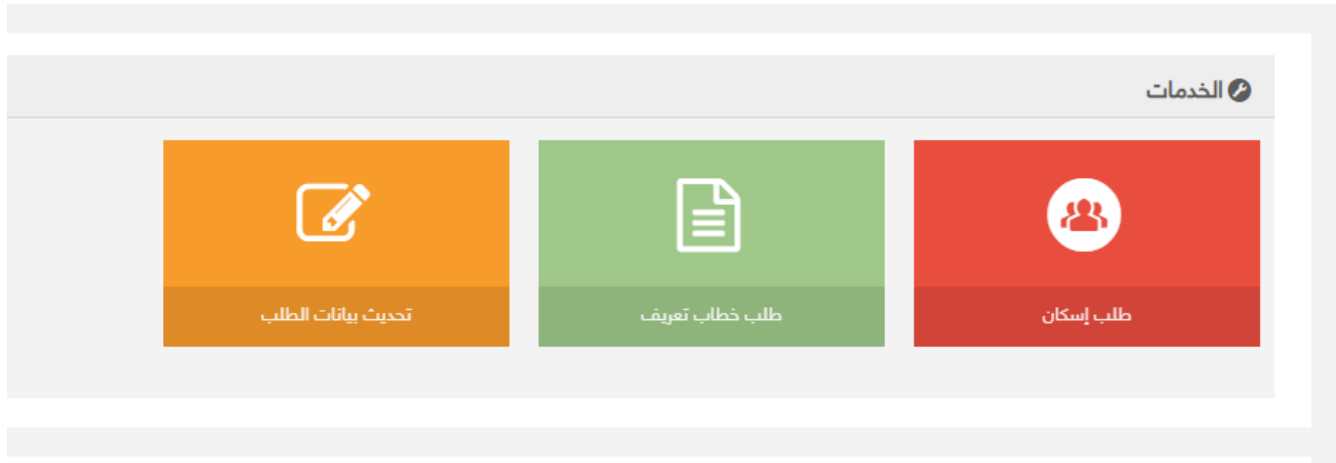 الخدمات
طلب إسكان
طلب خطاب تعريف
تحديث بيانات الطلب